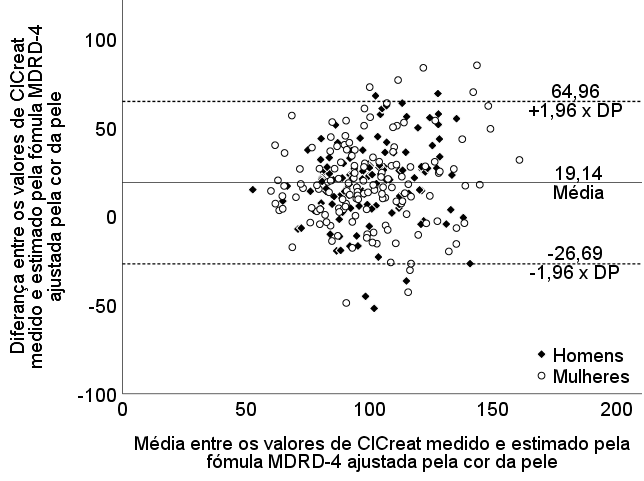 Diferança entre os valores de ClCreat
medido e estimado pela fómula MDRD-4
ajustada pela cor da pele
100
50
0
-50
-100
64,96
+1,96 x DP
19,14
Média
-26,69
-1,96 x DP
Homens
Mulheres
0 50 100 150 200
Média entre os valores de ClCreat medido e estimado pela
fómula MDRD-4 ajustada pela cor da pele